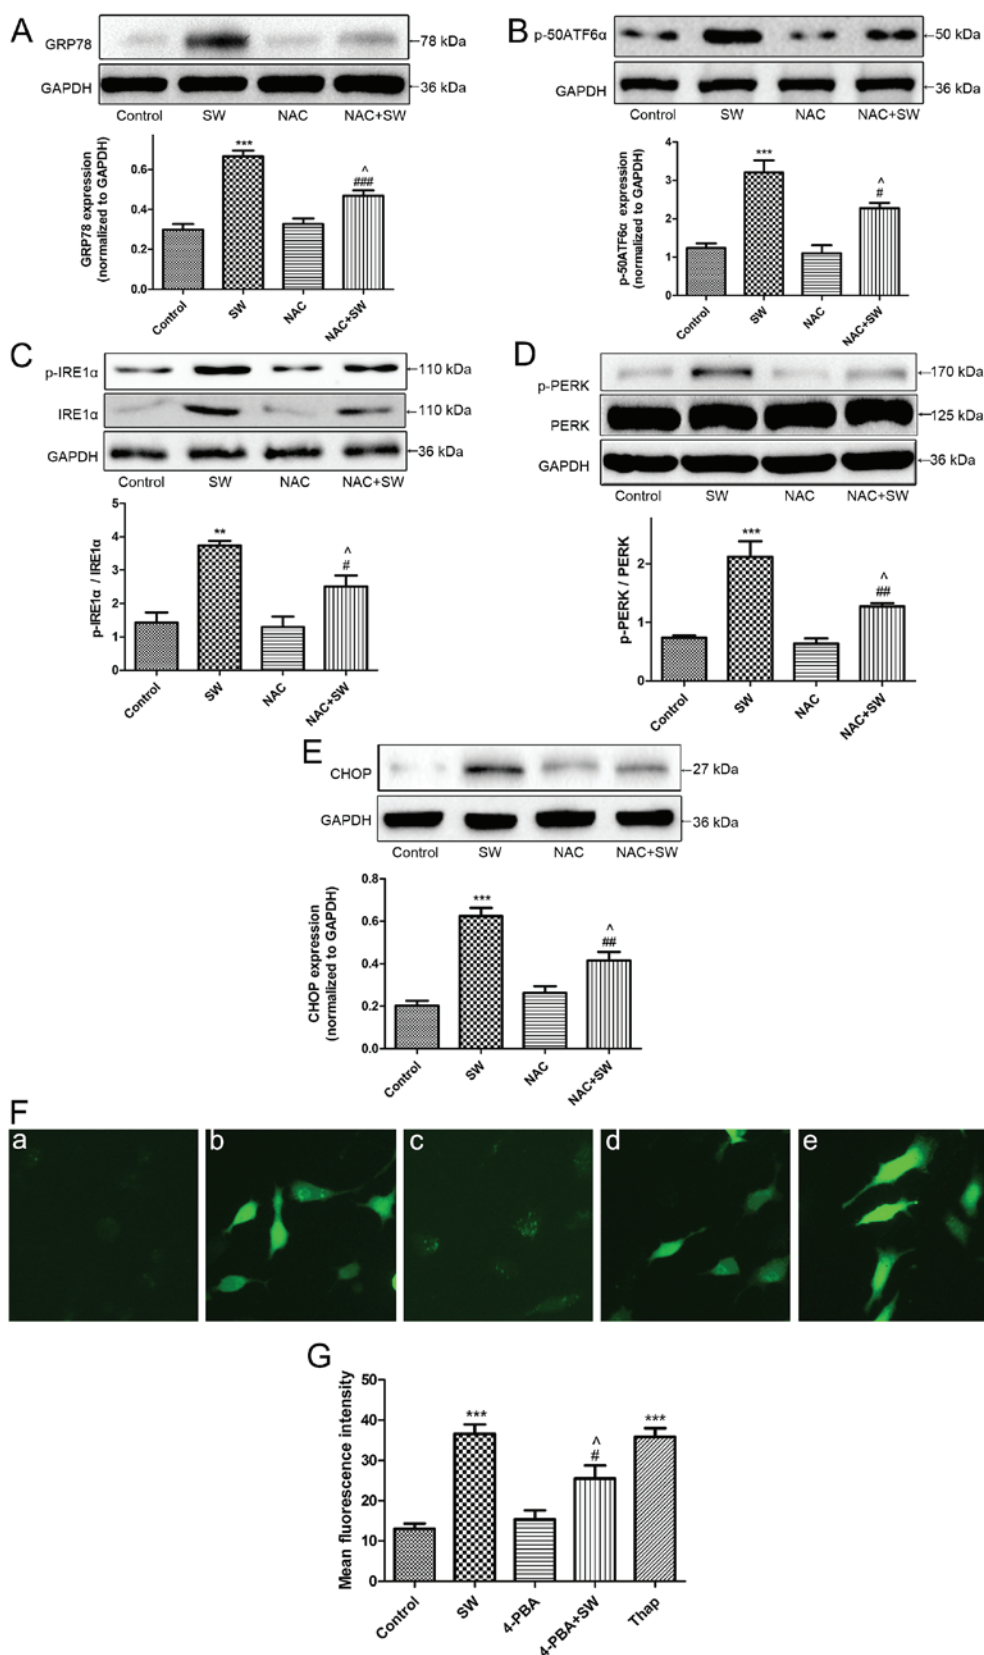 A
GRP78
78 kDa
GAPDH
36 kDa
Control SW NAC NAC+SW
GRP78 expression
(normalized to GAPDH)
0.6
0.4
0.2
0.0
***
^
###
Control SW NAC NAC+SW
B
p-50ATF6α
50 kDa
GAPDH
36 kDa
Control SW NAC NAC+SW
p-50ATF6α expression
(normalized to GAPDH)
4
3
2
1
0
***
^
#
Control SW NAC NAC+SW
C
p-IRE1α
110 kDa
IRE1α
110 kDa
GAPDH
36 kDa
Control SW NAC NAC+SW
p-IRE1α / IRE1α
4
3
2
1
0
**
^
#
Control SW NAC NAC+SW
D
p-PERK
170 kDa
PERK
125 kDa
GAPDH
36 kDa
Control SW NAC NAC+SW
p-PERK / PERK
2
1
0
***
^
##
Control SW NAC NAC+SW
E
CHOP
27 kDa
GAPDH
36 kDa
Control SW NAC NAC+SW
CHOP expression
(normalized to GAPDH)
0.8
0.6
0.4
0.2
0.0
***
^
##
Control SW NAC NAC+SW
F
a b c d e
G
Mean fluorescence intensity
50
40
30
20
10
0
***
^
#
***
Control SW 4-PBA 4-PBA+SW Thap